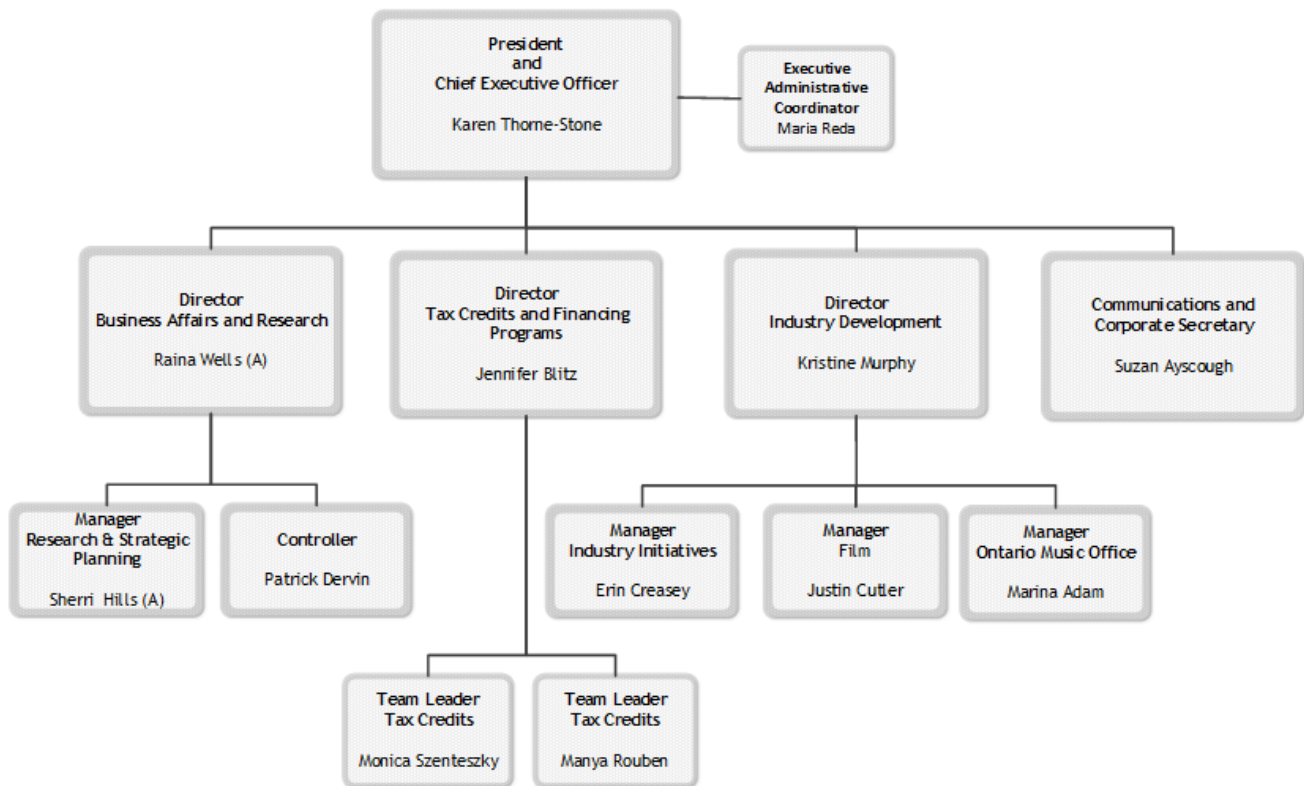 President
and
Chief Executive Officer
Karen Thorne-Stone
Executive
Administrative
Coordinator
Maria Reda
Director
Business Affairs and Research
Raina Wells (A)
Director
Tax Credits and Financing
Programs
Jennifer Blitz
Director
Industry Development
Kristine Murphy
Communications and
Corporate Secretary
Suzan Ayscough
Manager
Research & Strategic
Planning
Sherri Hills (A)
Controller
Patrick Dervin
Manager
Industry Initiatives
Erin Creasey
Manager
Film
Justin Cutler
Manager
Ontario Music Office
Marina Adam
Team Leader
Tax Credits
Monica Szenteszky
Team Leader
Tax Credits
Manya Rouben